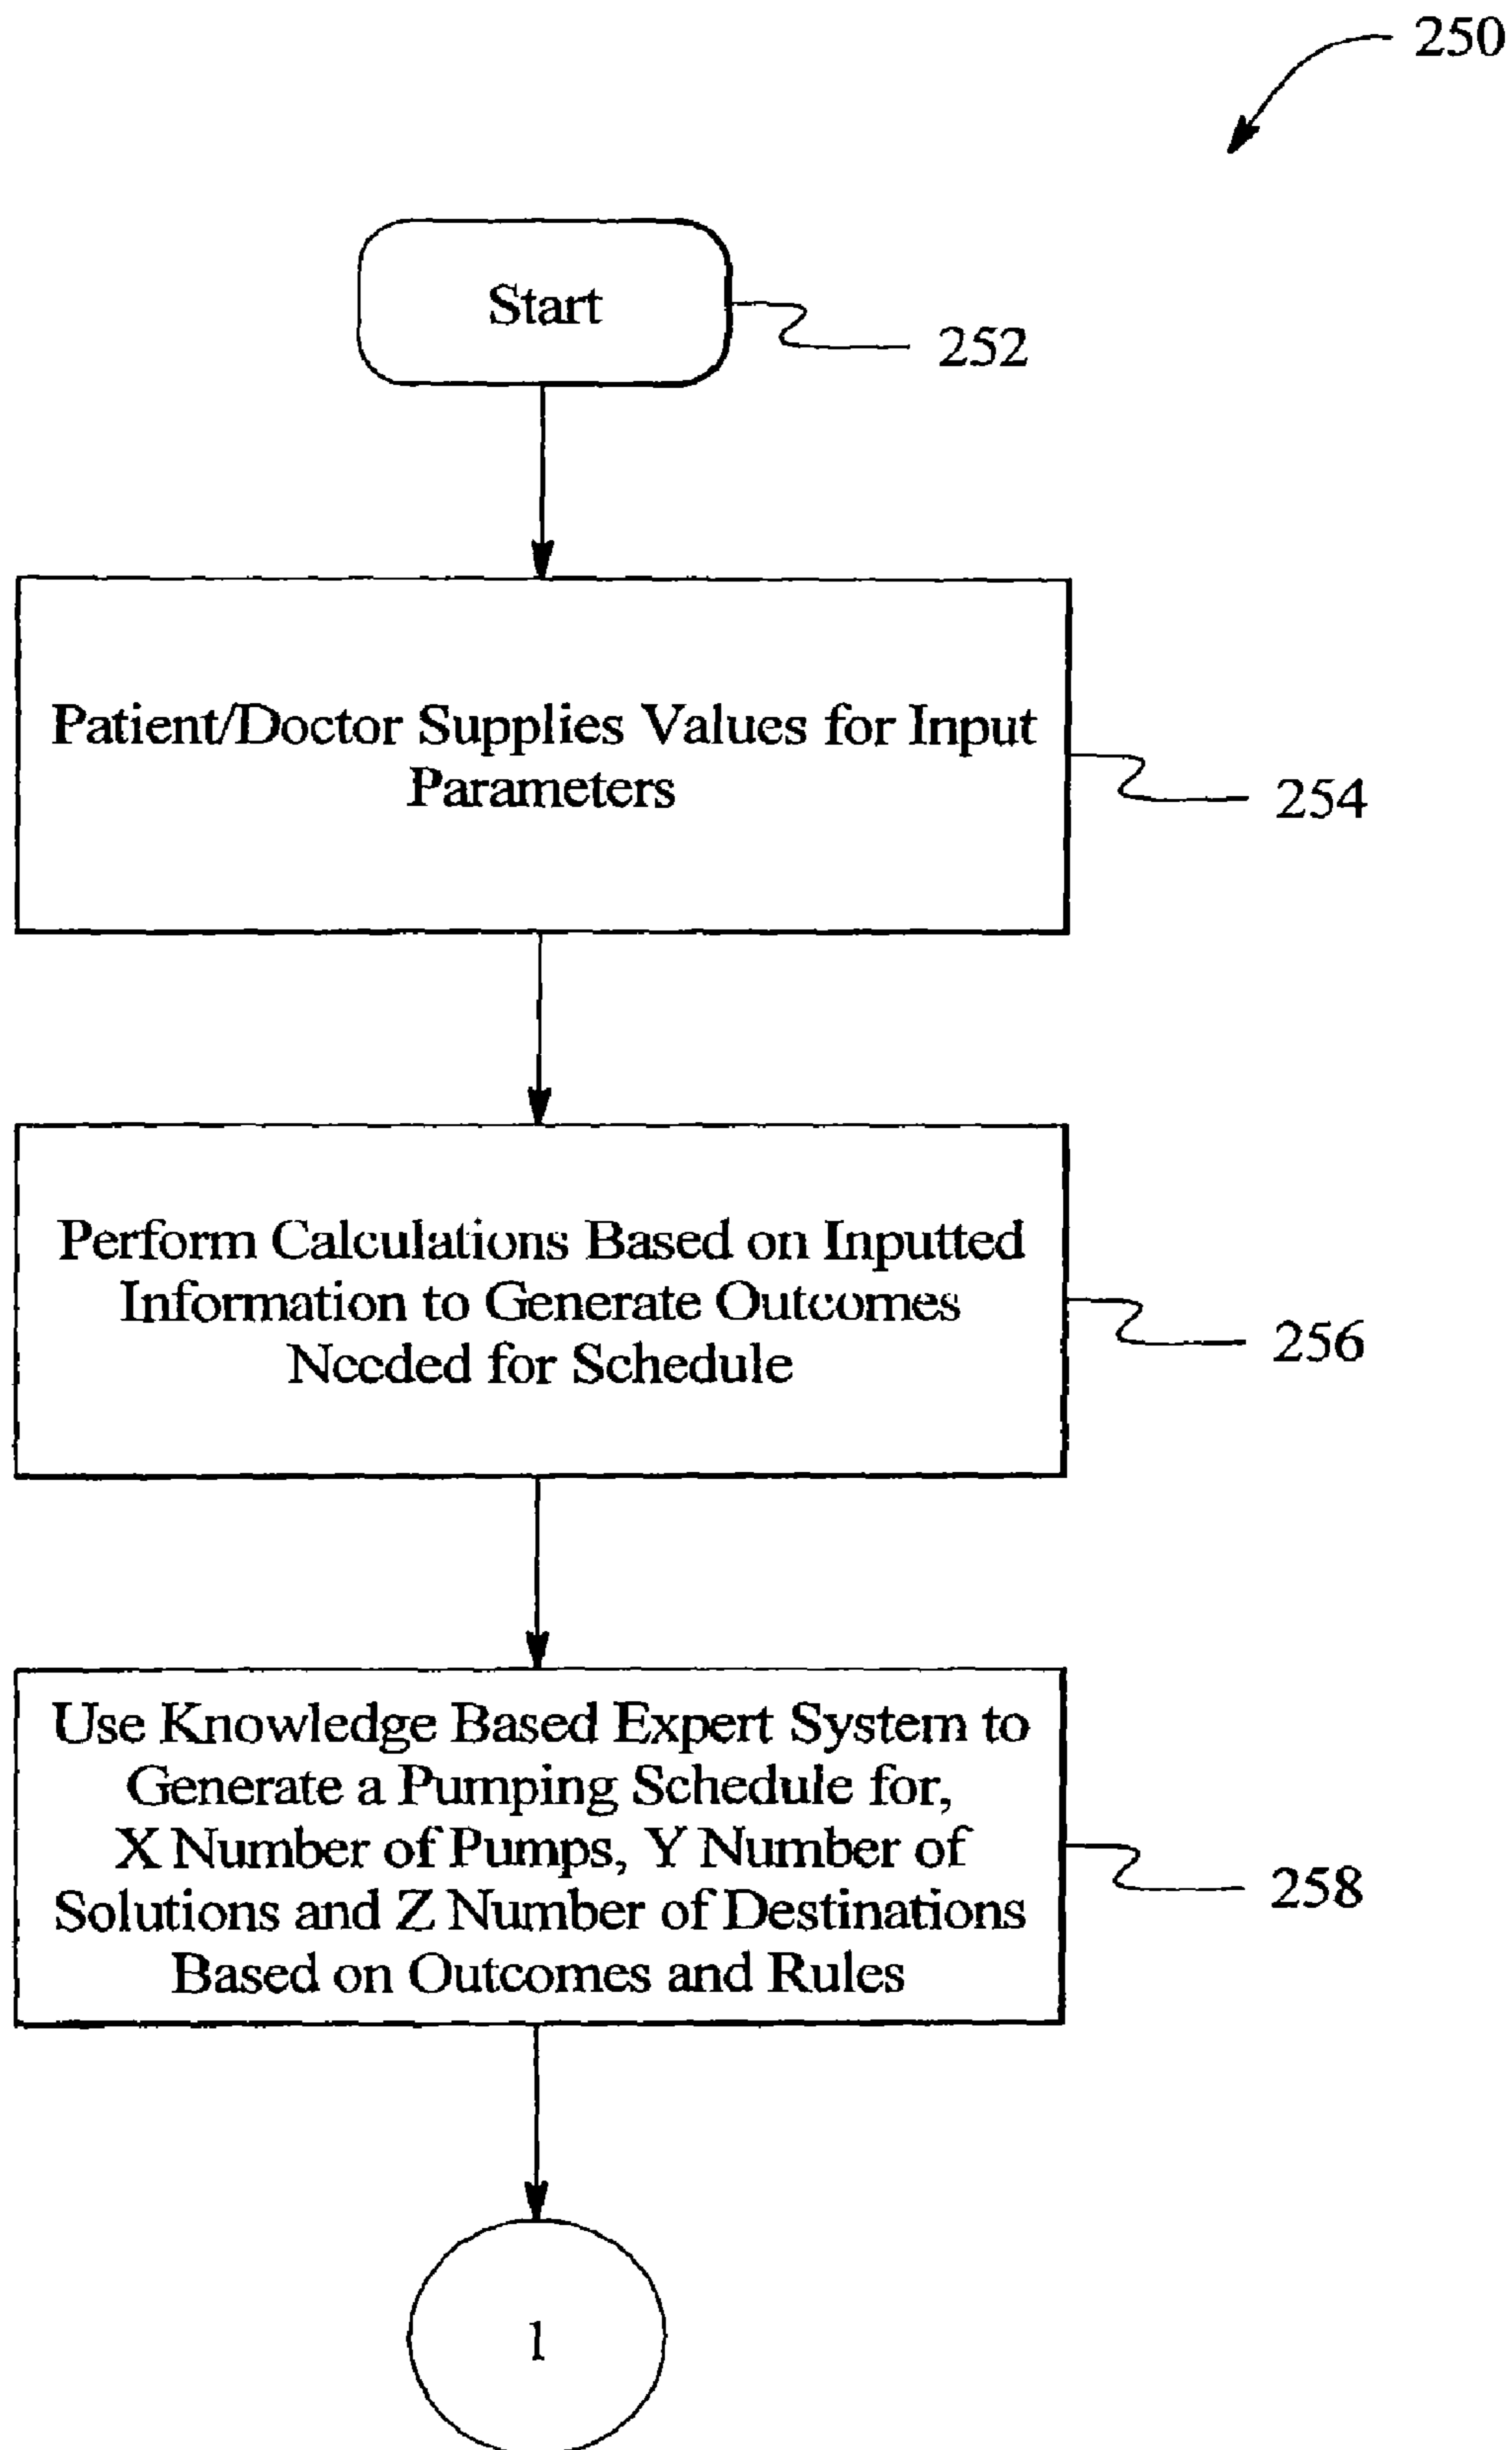 250
Start
252
Patient/Doctor Supplies Values for Input
Parameters
254
Perform Calculations Based on Inputted
Information to Generate Outcomes
Needed for Schedule
256
Use Knowledge Based Expert System to
Generate a Pumping Schedule for,
X Number of Pumps, Y Number of
Solutions and Z Number of Destinations
Based on Outcomes and Rules
258
1